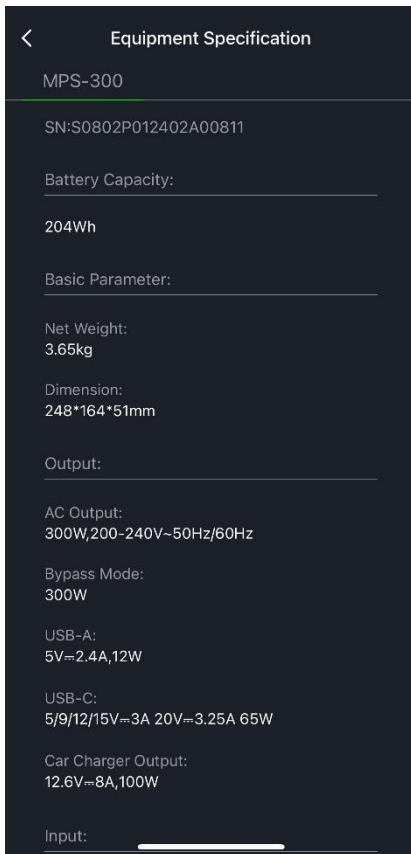 Equipment Specification
MPS-300
SN:S0802P012402A00811
Battery Capacity:
204Wh
Basic Parameter:
Net Weight:
3.65kg
Dimension:
248*164*51mm
Output:
AC Output:
300W,200-240V~50Hz/60Hz
Bypass Mode:
300W
USB-A:
5V⎓2.4A,12W
USB-C:
5/9/12/15V⎓3A 20V⎓3.25A 65W
Car Charger Output:
12.6V⎓8A,100W
Input: